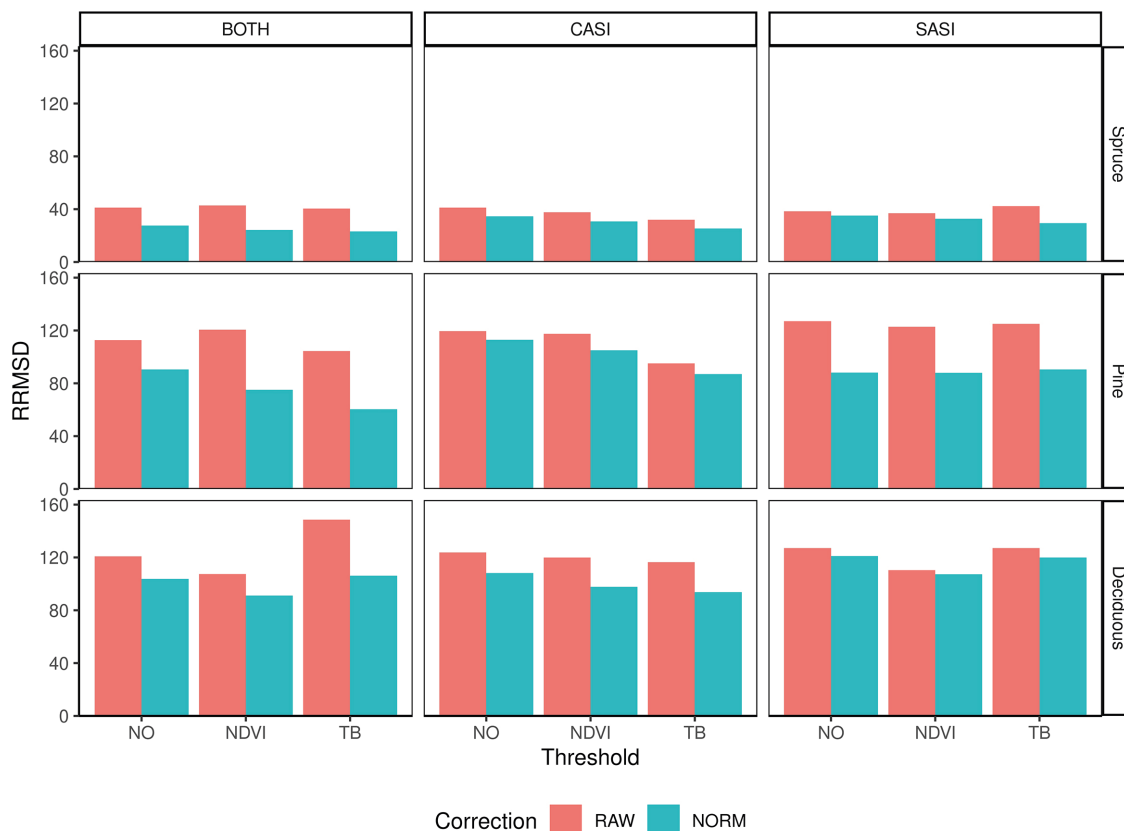 BOTH CASI SASI
160
120
80
40
0
Spruce
160
120
80
40
0
Pine
160
120
80
40
0
Deciduous
RRMSD
NO NDVI TB NO NDVI TB NO NDVI TB
Threshold
Correction RAW NORM